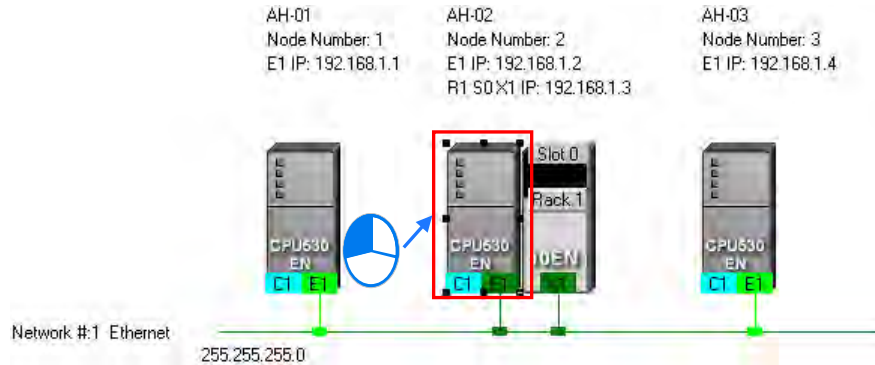 AH-01
Node Number: 1
E1 IP: 192.168.1.1
AH-02
Node Number: 2
E1 IP: 192.168.1.2
R1 S0 X1 IP: 192.168.1.3
AH-03
Node Number: 3
E1 IP: 192.168.1.4
CPU530
EN
C1 E1
CPU530
EN
C1 E1
Slot 0
Rack 1
00EN
CPU530
EN
C1 E1
Network #:1 Ethernet
255.255.255.0